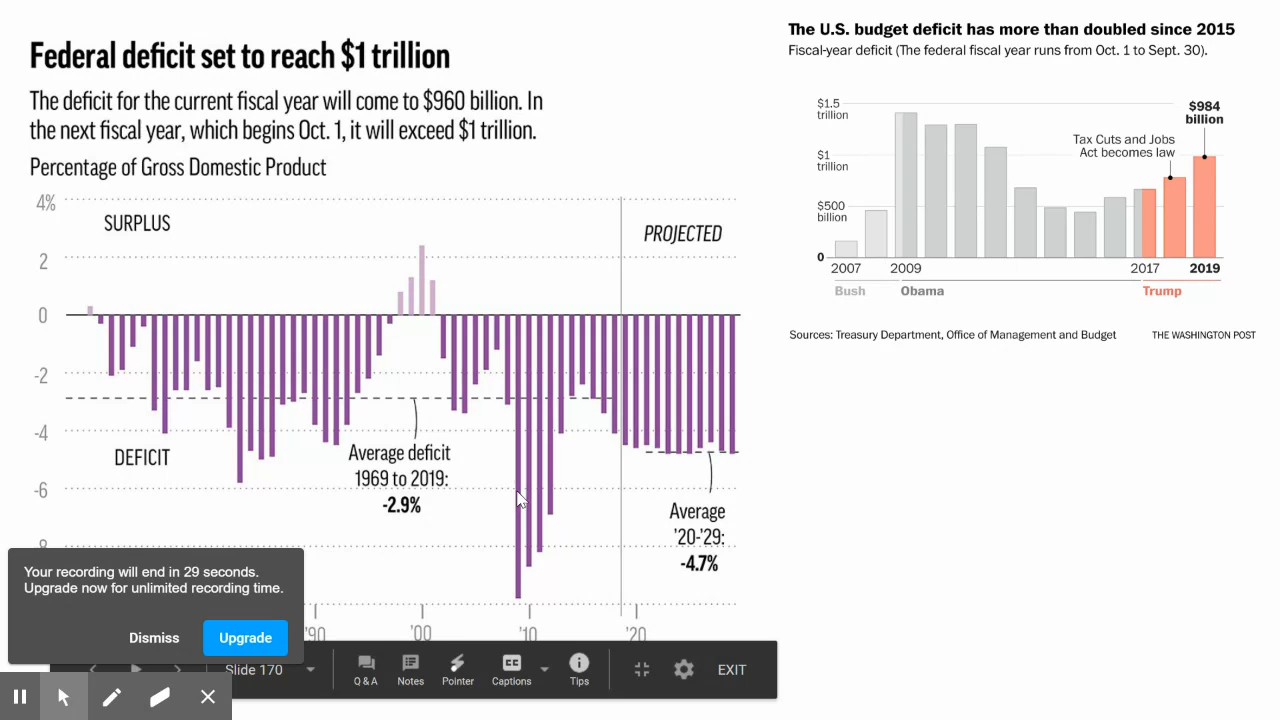 Federal deficit set to reach $1 trillion
The deficit for the current fiscal year will come to $960 billion. In
the next fiscal year, which begins Oct. 1, it will exceed $1 trillion.
Percentage of Gross Domestic Product
4%
SURPLUS
PROJECTED
2
0
-2
-4
Average deficit
1969 to 2019:
-2.9%
DEFICIT
-6
Average
'20-'29:
-4.7%
8
'90
'00
'10
'20
The U.S. budget deficit has more than doubled since 2015
Fiscal-year deficit (The federal fiscal year runs from Oct. 1 to Sept. 30).
$1.5
trillion
$984
billion
Tax Cuts and Jobs
Act becomes law
$1
trillion
$500
billion
0
2007
2009
2017
2019
Bush
Obama
Trump
Sources: Treasury Department, Office of Management and Budget
THE WASHINGTON POST
Your recording will end in 29 seconds.
Upgrade now for unlimited recording time.
Dismiss
Upgrade
Slide 170
Q & A
Notes
Pointer
CC
Captions
Tips
EXIT